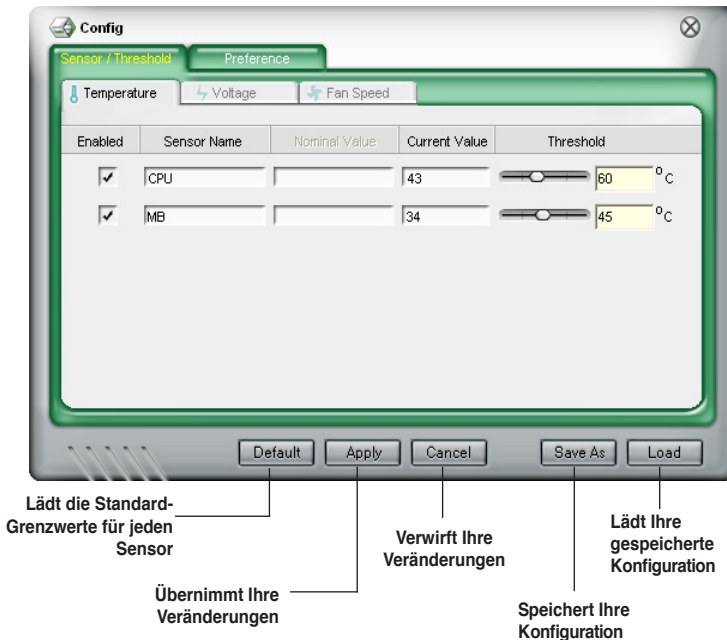 Config
Sensor / Threshold Preference
Temperature Voltage Fan Speed
Enabled Sensor Name Nominal Value Current Value Threshold
CPU 43 60 °C
MB 34 45 °C
Default Apply Cancel Save As Load
Lädt die Standard-
Grenzwerte für jeden
Sensor
Übernimmt Ihre
Veränderungen
Verwirft Ihre
Veränderungen
Speichert Ihre
Konfiguration
Lädt Ihre
gespeicherte
Konfiguration